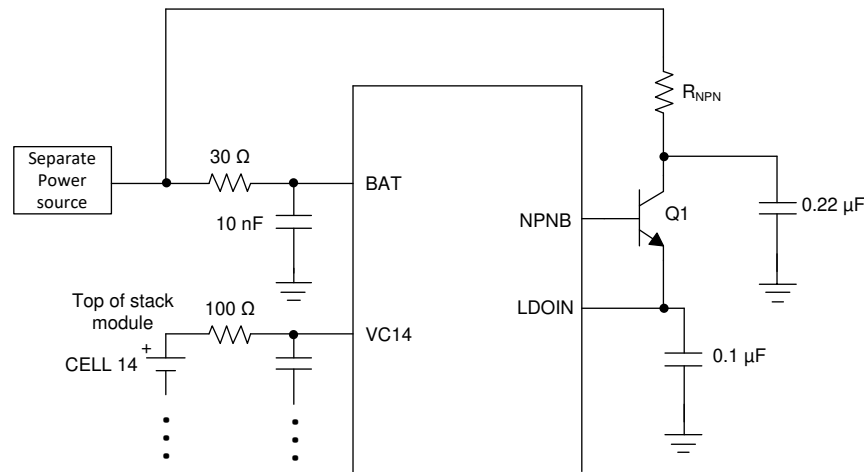 R_NPN
Separate
Power
source
30 Ω
BAT
10 nF
NPNB
Q1
0.22 µF
Top of stack
module
100 Ω
LDOIN
CELL 14
+
VC14
0.1 µF